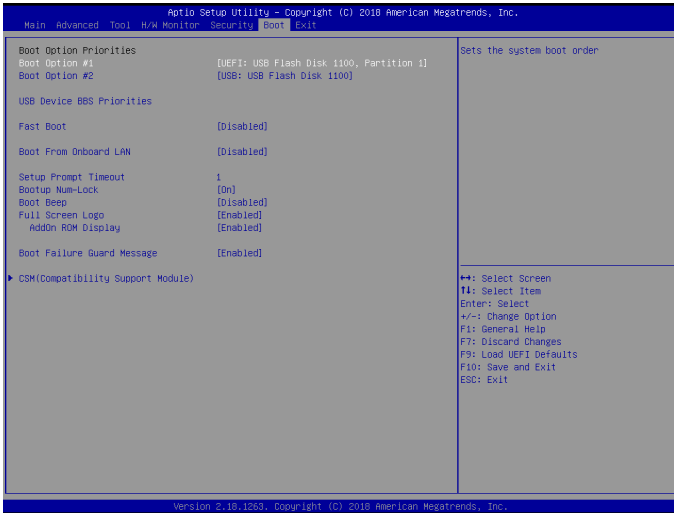 Aptio Setup Utility – Copyright (C) 2018 American Megatrends, Inc.
Main Advanced Tool H/W Monitor Security Boot Exit
Boot Option Priorities
Boot Option #1 [UEFI: USB Flash Disk 1100, Partition 1]
Boot Option #2 [USB: USB Flash Disk 1100]
USB Device BBS Priorities
Fast Boot [Disabled]
Boot From Onboard LAN [Disabled]
Setup Prompt Timeout 1
Bootup Num-Lock [On]
Boot Beep [Disabled]
Full Screen Logo [Enabled]
AddOn ROM Display [Enabled]
Boot Failure Guard Message [Enabled]
CSM(Compatibility Support Module)
Sets the system boot order
↔: Select Screen
↑↓: Select Item
Enter: Select
+/-: Change Option
F1: General Help
F7: Discard Changes
F9: Load UEFI Defaults
F10: Save and Exit
ESC: Exit
Version 2.18.1263. Copyright (C) 2018 American Megatrends, Inc.